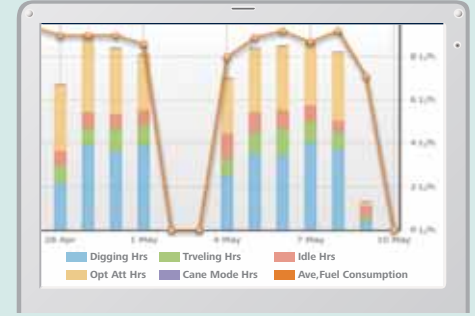 8 L/h
6 L/h
4 L/h
2 L/h
0 L/h
28 Apr 1 May 4 May 7 May 10 May
Digging Hrs Trveling Hrs Idle Hrs
Opt Att Hrs Cane Mode Hrs Ave,Fuel Consumption